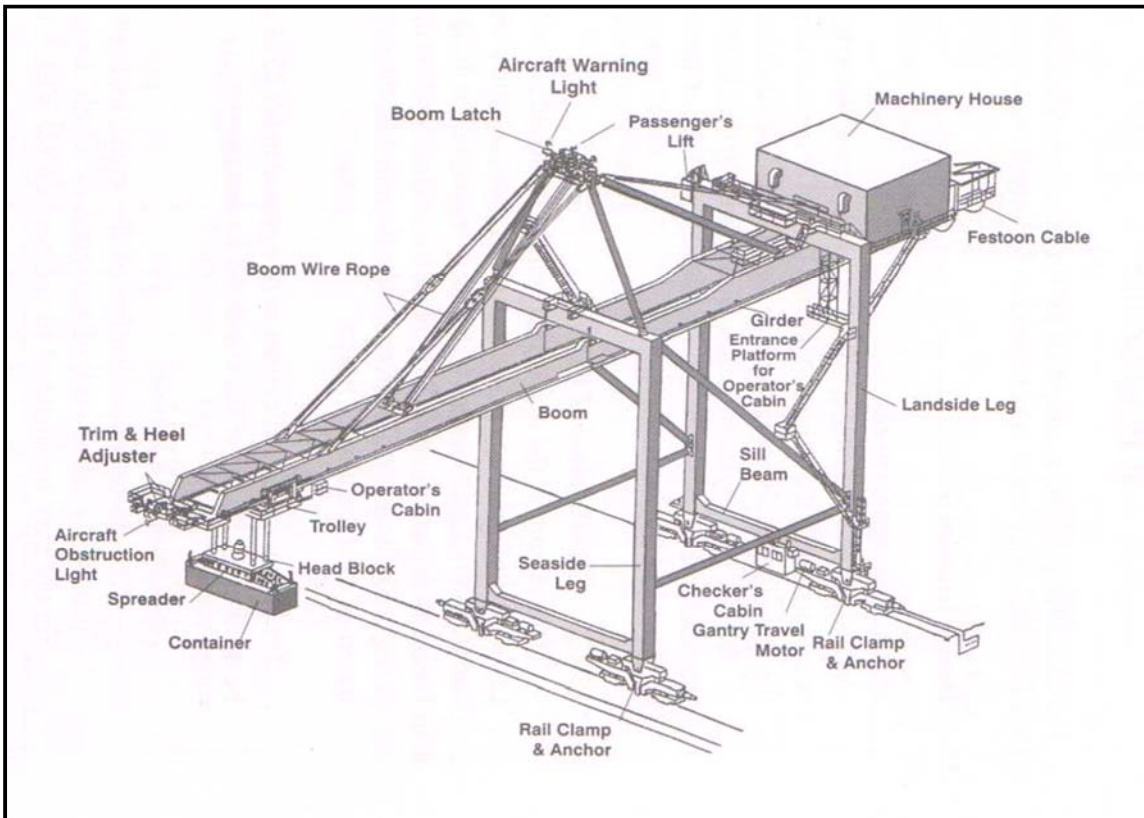 Aircraft Warning
Light
Boom Latch
Passenger's
Lift
Machinery House
Festoon Cable
Boom Wire Rope
Girder
Entrance
Platform
for
Operator's
Cabin
Boom
Landside Leg
Trim & Heel
Adjuster
Sill
Beam
Operator's
Cabin
Trolley
Aircraft
Obstruction
Light
Head Block
Seaside
Leg
Spreader
Checker's
Cabin
Gantry Travel
Motor
Container
Rail Clamp
& Anchor
Rail Clamp
& Anchor